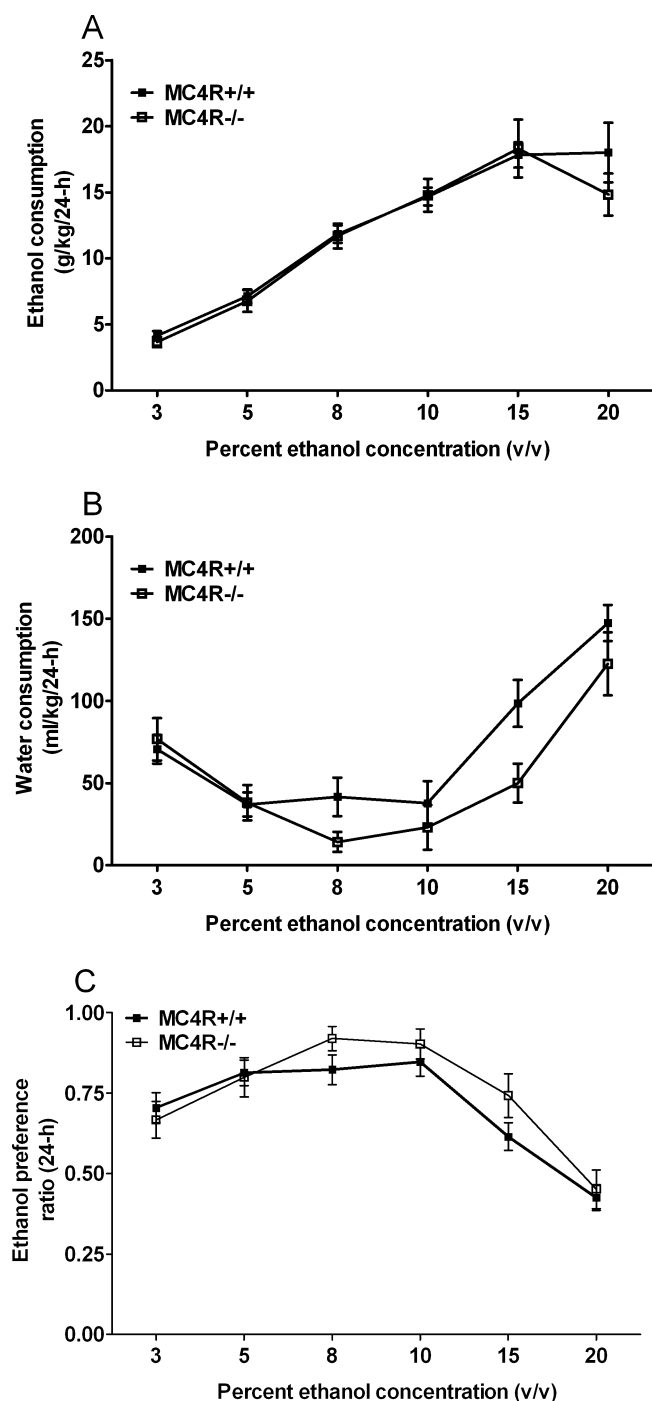 A
25
20
15
10
5
0
MC4R+/+
MC4R-/-
Ethanol consumption
(g/kg/24-h)
3 5 8 10 15 20
Percent ethanol concentration (v/v)
B
200
150
100
50
0
MC4R+/+
MC4R-/-
Water consumption
(ml/kg/24-h)
3 5 8 10 15 20
Percent ethanol concentration (v/v)
C
1.00
0.75
0.50
0.25
0.00
MC4R+/+
MC4R-/-
Ethanol preference
ratio (24-h)
3 5 8 10 15 20
Percent ethanol concentration (v/v)